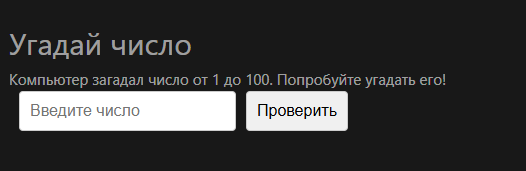 Угадай число
Компьютер загадал число от 1 до 100. Попробуйте угадать его!
Введите число Проверить